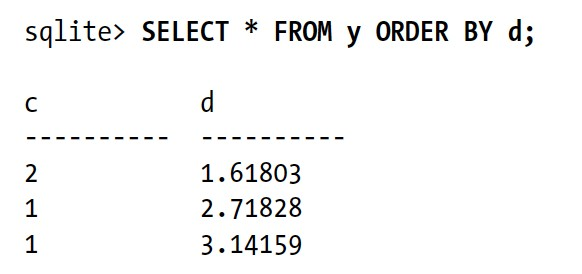 sqlite> SELECT * FROM y ORDER BY d;
c          d
----------  ----------
2          1.61803
1          2.71828
1          3.14159